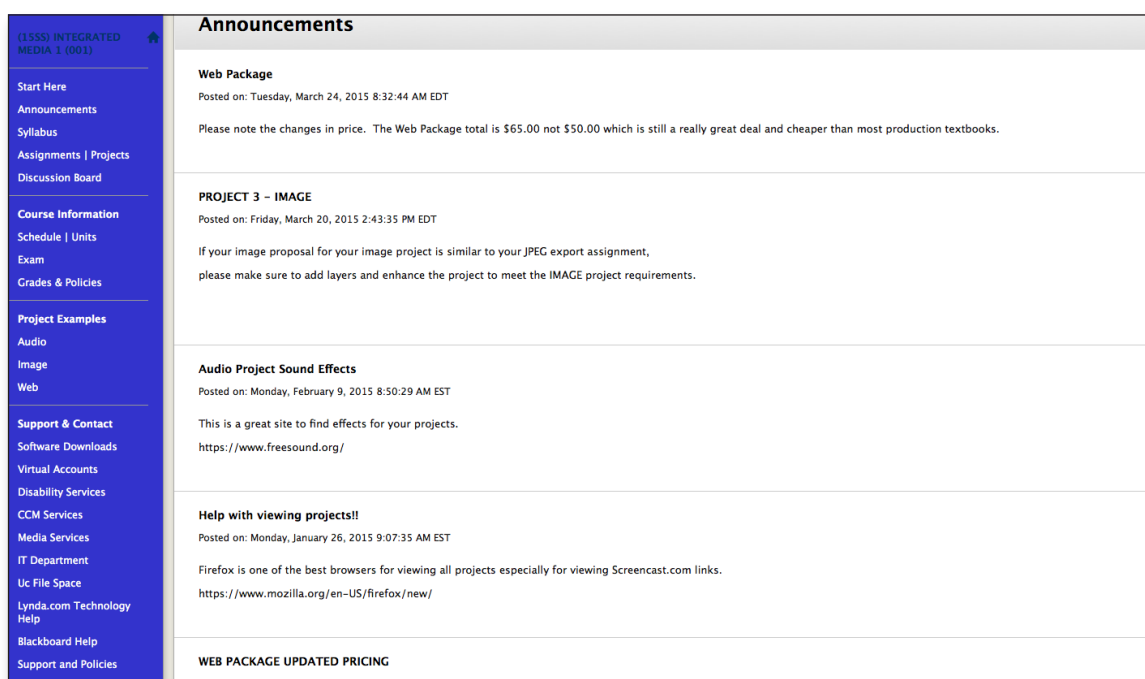 (15SS) INTEGRATED
MEDIA 1 (001)
Start Here
Announcements
Syllabus
Assignments | Projects
Discussion Board
Course Information
Schedule | Units
Exam
Grades & Policies
Project Examples
Audio
Image
Web
Support & Contact
Software Downloads
Virtual Accounts
Disability Services
CCM Services
Media Services
IT Department
Uc File Space
Lynda.com Technology
Help
Blackboard Help
Support and Policies
Announcements
Web Package
Posted on: Tuesday, March 24, 2015 8:32:44 AM EDT
Please note the changes in price.  The Web Package total is $65.00 not $50.00 which is still a really great deal and cheaper than most production textbooks.
PROJECT 3 – IMAGE
Posted on: Friday, March 20, 2015 2:43:35 PM EDT
If your image proposal for your image project is similar to your JPEG export assignment,
please make sure to add layers and enhance the project to meet the IMAGE project requirements.
Audio Project Sound Effects
Posted on: Monday, February 9, 2015 8:50:29 AM EST
This is a great site to find effects for your projects.
https://www.freesound.org/
Help with viewing projects!!
Posted on: Monday, January 26, 2015 9:07:35 AM EST
Firefox is one of the best browsers for viewing all projects especially for viewing Screencast.com links.
https://www.mozilla.org/en-US/firefox/new/
WEB PACKAGE UPDATED PRICING